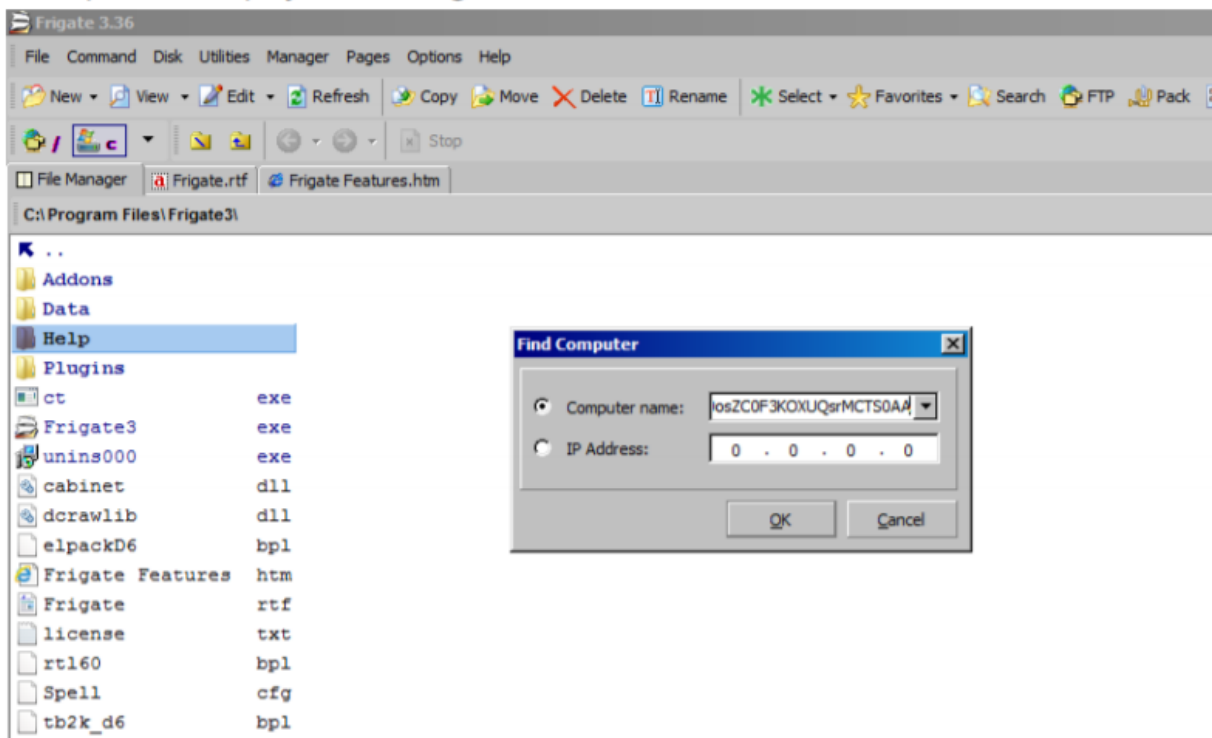 Frigate 3.36
File Command Disk Utilities Manager Pages Options Help
New View Edit Refresh Copy Move Delete Rename Select Favorites Search FTP Pack
/ c Stop
File Manager Frigate.rtf Frigate Features.htm
C:\Program Files\Frigate3\
..
Addons
Data
Help
Plugins
ct exe
Frigate3 exe
unins000 exe
cabinet dll
dcrawlib dll
elpackD6 bpl
Frigate Features htm
Frigate rtf
license txt
rtl60 bpl
Spell cfg
tb2k_d6 bpl
Find Computer
Computer name:
IP Address: 0 . 0 . 0 . 0
OK Cancel